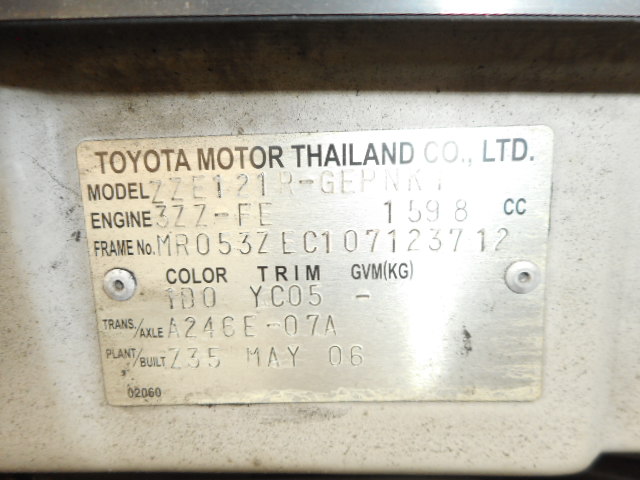 TOYOTA MOTOR THAILAND CO., LTD.
MODEL ZZE121R-GEPNKT
ENGINE 3ZZ-FE 1598 CC
FRAME No. MR053ZEC107123712
COLOR TRIM GVM(KG)
1D0 YC05 -
TRANS./AXLE A246E-07A
PLANT/BUILT Z35 MAY 06
02060